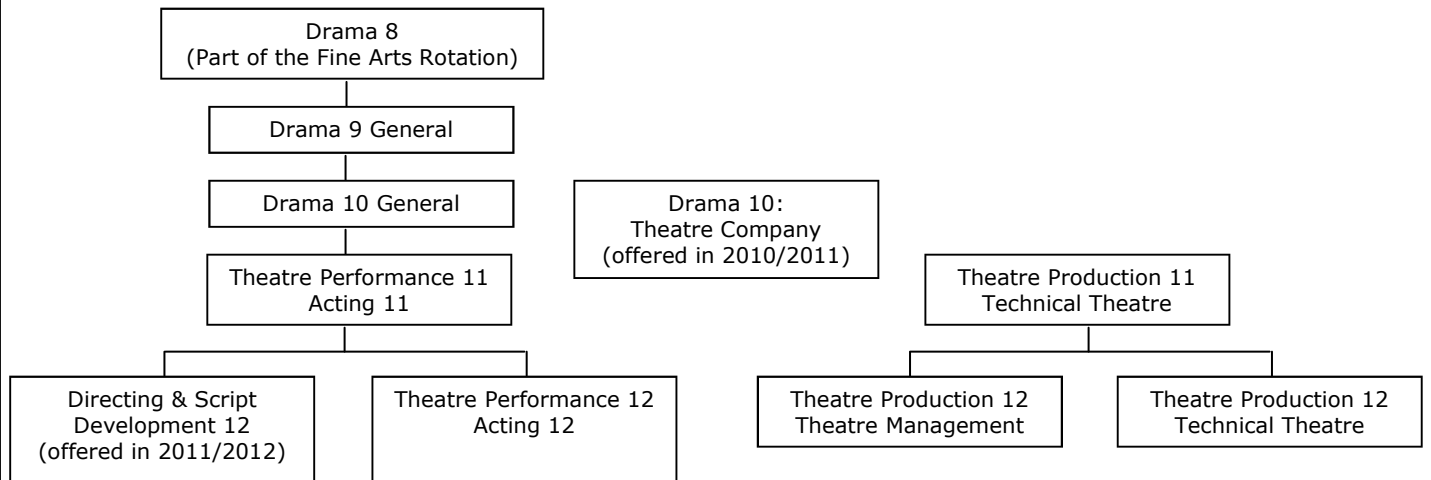 Drama 8
(Part of the Fine Arts Rotation)
Drama 9 General
Drama 10 General
Drama 10:
Theatre Company
(offered in 2010/2011)
Theatre Performance 11
Acting 11
Theatre Production 11
Technical Theatre
Directing & Script
Development 12
(offered in 2011/2012)
Theatre Performance 12
Acting 12
Theatre Production 12
Theatre Management
Theatre Production 12
Technical Theatre